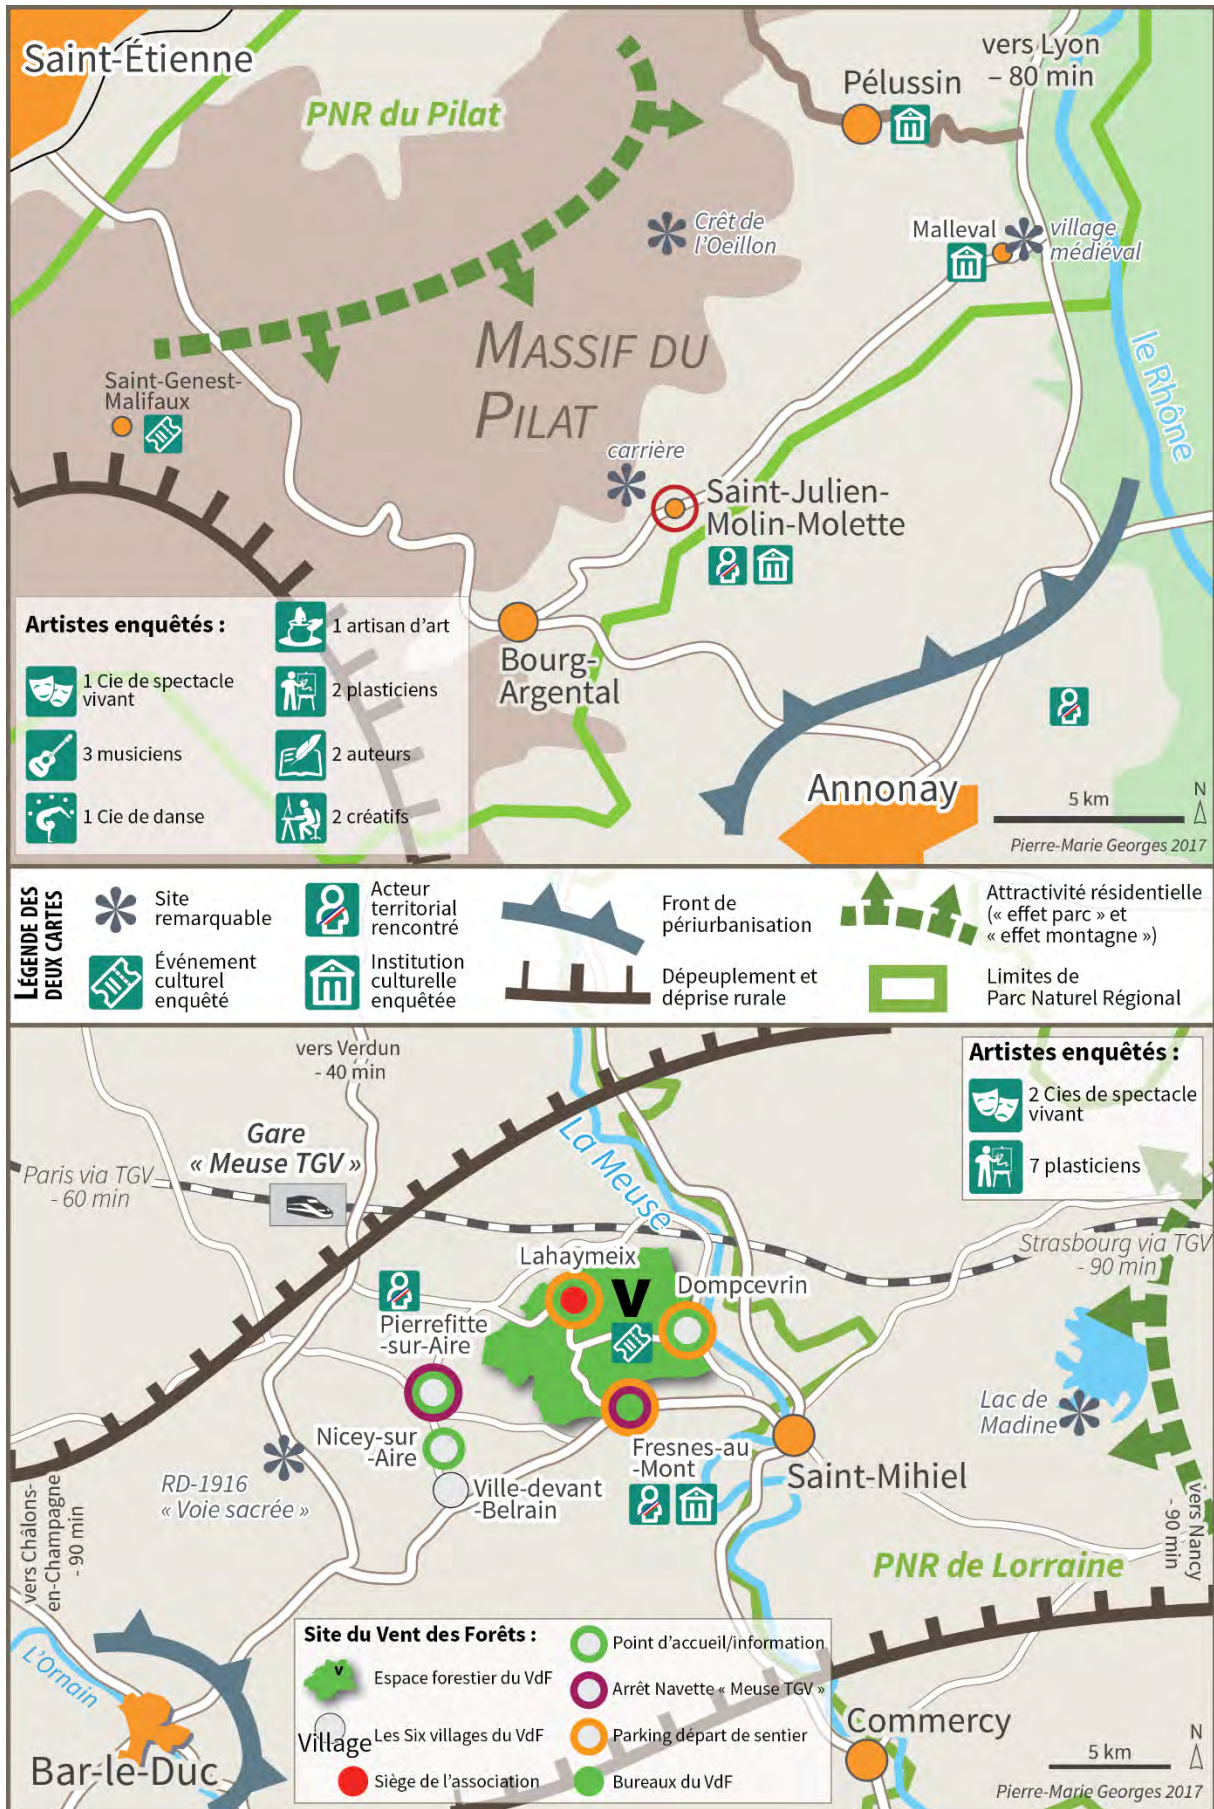 Saint-Étienne
PNR du Pilat
vers Lyon
– 80 min
Pélussin
Crêt de
l'Oeillon
Malleval
village
médiéval
le Rhône
MASSIF DU
PILAT
Saint-Genest-
Malifaux
carrière
Saint-Julien-
Molin-Molette
Bourg-
Argental
Annonay
5 km
N
Pierre-Marie Georges 2017
Artistes enquêtés :
1 Cie de spectacle
vivant
3 musiciens
1 Cie de danse
1 artisan d'art
2 plasticiens
2 auteurs
2 créatifs
LÉGENDE DES
DEUX CARTES
Site
remarquable
Événement
culturel
enquêté
Acteur
territorial
rencontré
Institution
culturelle
enquêtée
Front de
périurbanisation
Dépeuplement et
déprise rurale
Attractivité résidentielle
(« effet parc » et
« effet montagne »)
Limites de
Parc Naturel Régional
vers Verdun
- 40 min
Gare
« Meuse TGV »
Paris via TGV
- 60 min
La Meuse
Artistes enquêtés :
2 Cies de spectacle
vivant
7 plasticiens
Strasbourg via TGV
- 90 min
Lahaymeix
V
Dompcevrin
Pierrefitte
-sur-Aire
Nicey-sur
-Aire
Ville-devant
-Belrain
Fresnes-au
-Mont
Saint-Mihiel
Lac de
Madine
RD-1916
« Voie sacrée »
vers Châlons-
en-Champagne
- 90 min
vers Nancy
- 90 min
PNR de Lorraine
L'Ornain
Bar-le-Duc
Commercy
Site du Vent des Forêts :
V
Espace forestier du VdF
Village
Les Six villages du VdF
Siège de l'association
Point d'accueil/information
Arrêt Navette « Meuse TGV »
Parking départ de sentier
Bureaux du VdF
5 km
N
Pierre-Marie Georges 2017